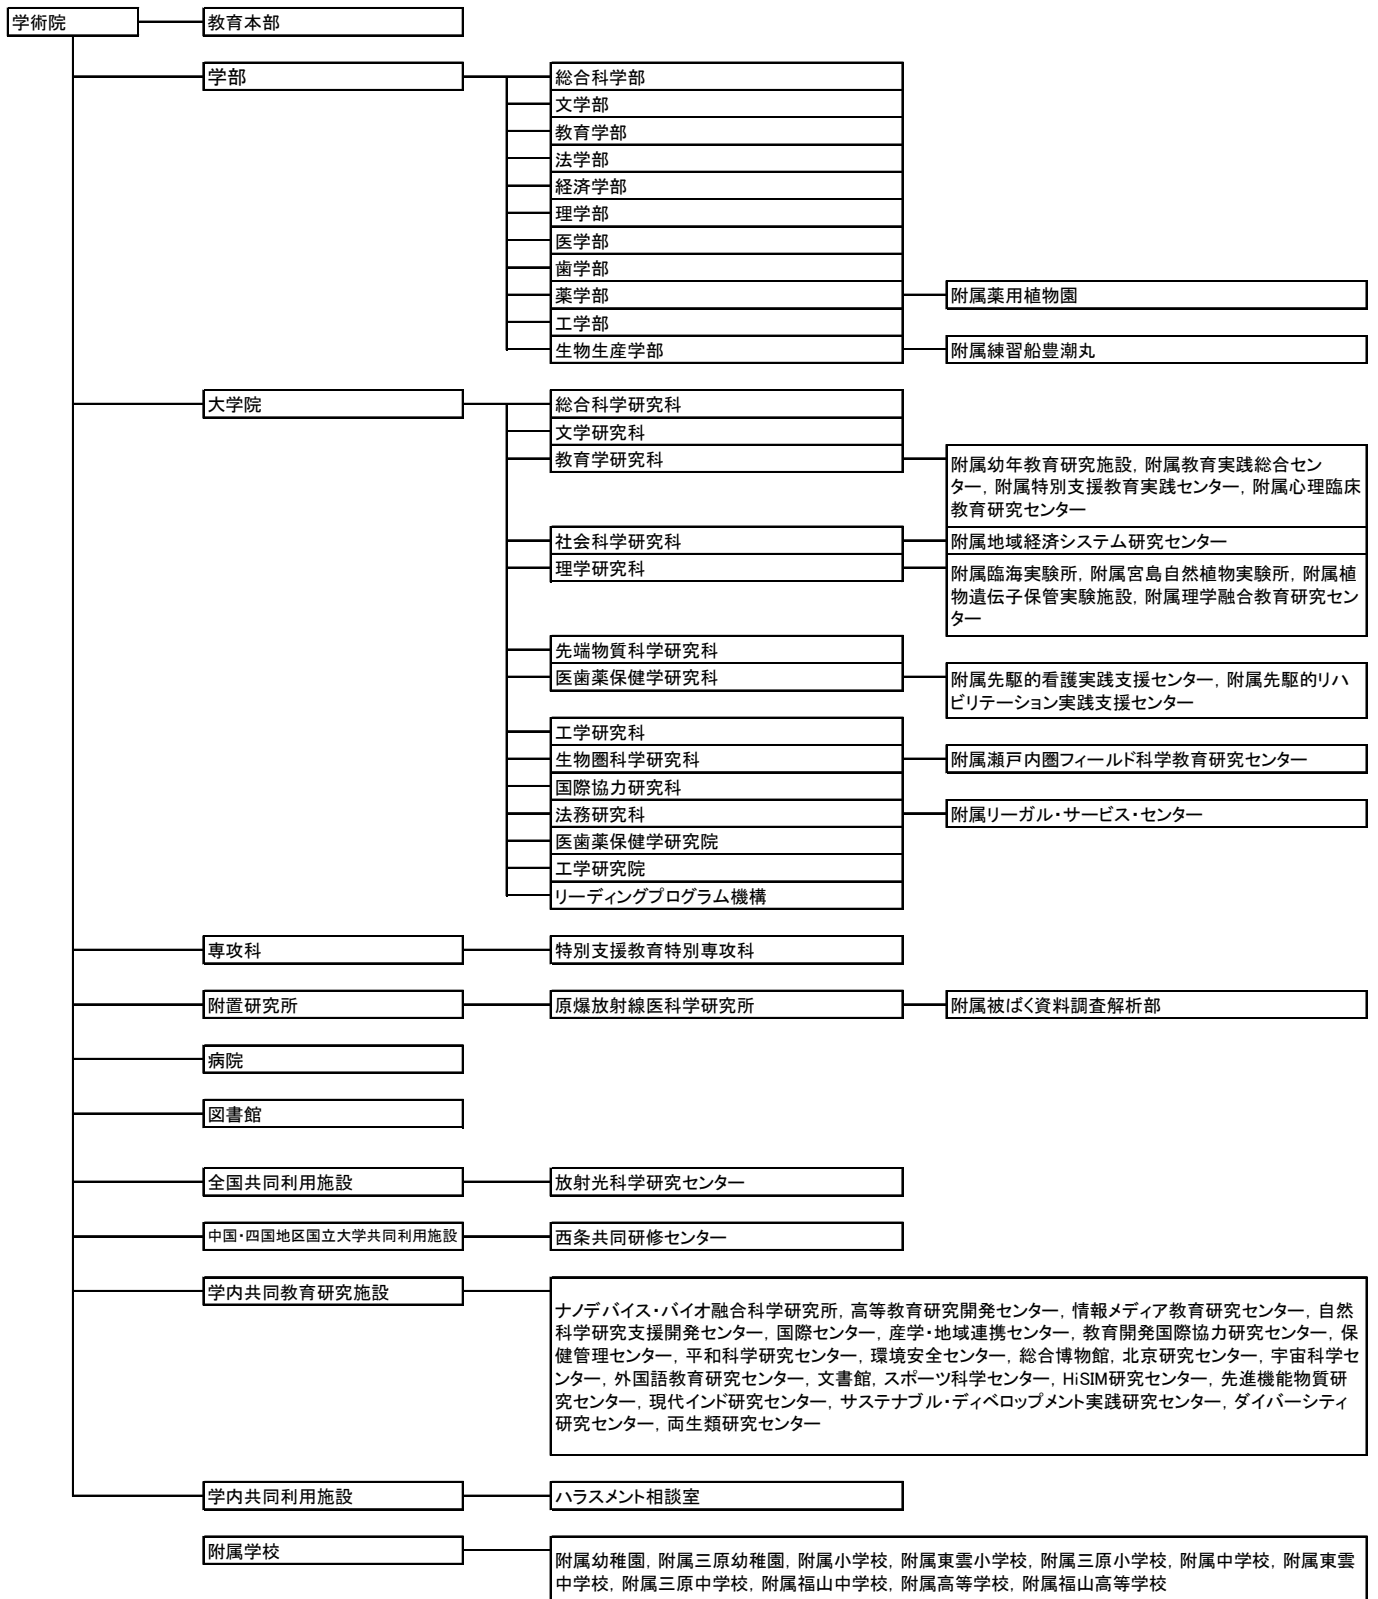 学術院
教育本部
学部
総合科学部
文学部
教育学部
法学部
経済学部
理学部
医学部
歯学部
薬学部
附属薬用植物園
工学部
生物生産学部
附属練習船豊潮丸
大学院
総合科学研究科
文学研究科
教育学研究科
附属幼年教育研究施設, 附属教育実践総合セン
ター, 附属特別支援教育実践センター, 附属心理臨床
教育研究センター
社会科学研究科
附属地域経済システム研究センター
理学研究科
附属臨海実験所, 附属宮島自然植物実験所, 附属植
物遺伝子保管実験施設, 附属理学融合教育研究セン
ター
先端物質科学研究科
医歯薬保健学研究科
附属先駆的看護実践支援センター, 附属先駆的リハ
ビリテーション実践支援センター
工学研究科
生物圏科学研究科
附属瀬戸内圏フィールド科学教育研究センター
国際協力研究科
法務研究科
附属リーガル・サービス・センター
医歯薬保健学研究院
工学研究院
リーディングプログラム機構
専攻科
特別支援教育特別専攻科
附置研究所
原爆放射線医科学研究所
附属被ばく資料調査解析部
病院
図書館
全国共同利用施設
放射光科学研究センター
中国・四国地区国立大学共同利用施設
西条共同研修センター
学内共同教育研究施設
ナノデバイス・バイオ融合科学研究所, 高等教育研究開発センター, 情報メディア教育研究センター, 自然
科学研究支援開発センター, 国際センター, 産学・地域連携センター, 教育開発国際協力研究センター, 保
健管理センター, 平和科学研究センター, 環境安全センター, 総合博物館, 北京研究センター, 宇宙科学セ
ンター, 外国語教育研究センター, 文書館, スポーツ科学センター, HiSIM研究センター, 先進機能物質研
究センター, 現代インド研究センター, サステナブル・ディベロップメント実践研究センター, ダイバーシティ
研究センター, 両生類研究センター
学内共同利用施設
ハラスメント相談室
附属学校
附属幼稚園, 附属三原幼稚園, 附属小学校, 附属東雲小学校, 附属三原小学校, 附属中学校, 附属東雲
中学校, 附属三原中学校, 附属福山中学校, 附属高等学校, 附属福山高等学校